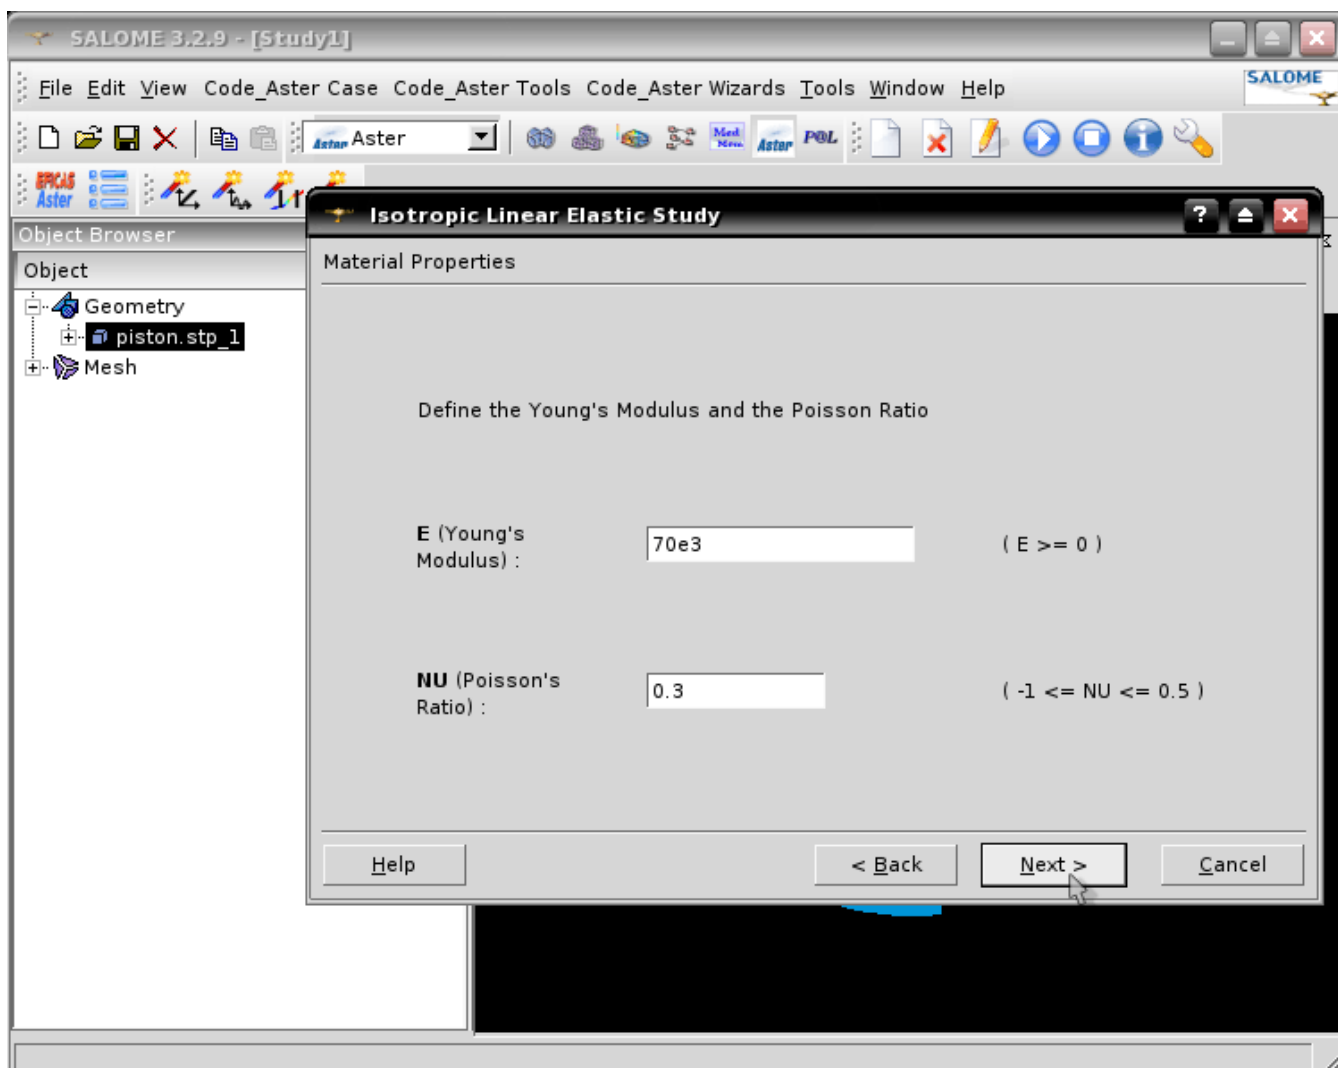 SALOME 3.2.9 - [Study1]
File Edit View Code_Aster Case Code_Aster Tools Code_Aster Wizards Tools Window Help
SALOME
Aster Aster
Med
Aster
POL
EFICAS
Aster
Isotropic Linear Elastic Study
Object Browser
Material Properties
Object
Geometry
piston.stp_1
Mesh
Define the Young's Modulus and the Poisson Ratio
E (Young's
Modulus) :
70e3
( E >= 0 )
NU (Poisson's
Ratio) :
0.3
( -1 <= NU <= 0.5 )
Help
< Back
Next >
Cancel